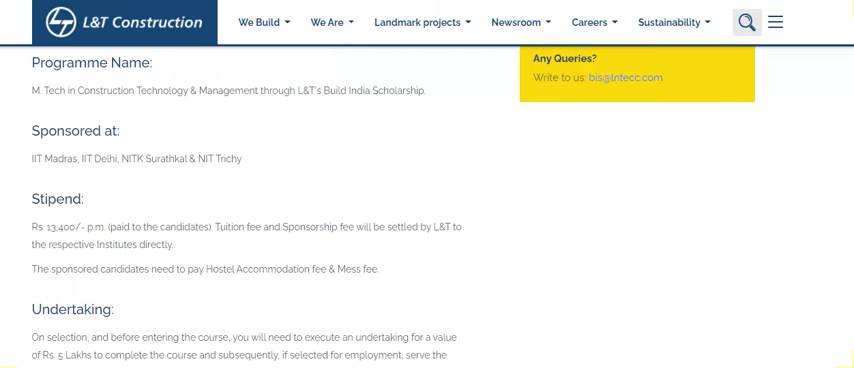 L&T Construction We Build We Are Landmark projects Newsroom Careers Sustainability
Any Queries?
Write to us: bis@lntecc.com
Programme Name:
M. Tech in Construction Technology & Management through L&T's Build India Scholarship.
Sponsored at:
IIT Madras, IIT Delhi, NITK Surathkal & NIT Trichy
Stipend:
Rs. 13,400/- p.m. (paid to the candidates). Tuition fee and Sponsorship fee will be settled by L&T to
the respective Institutes directly.
The sponsored candidates need to pay Hostel Accommodation fee & Mess fee.
Undertaking:
On selection, and before entering the course, you will need to execute an undertaking for a value
of Rs. 5 Lakhs to complete the course and subsequently, if selected for employment, serve the